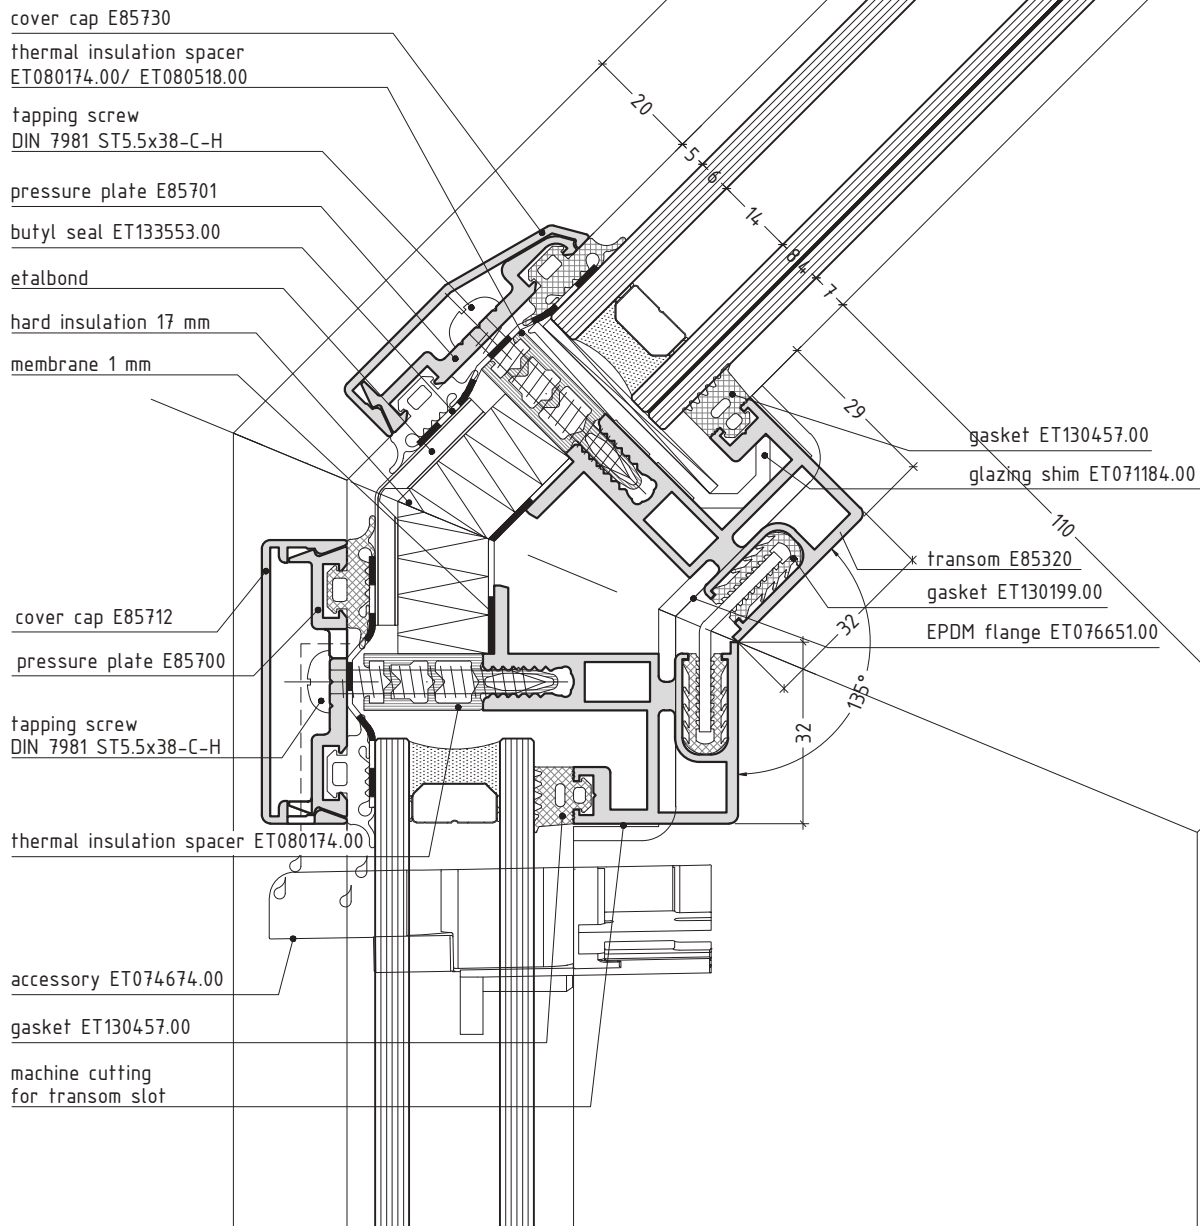 cover cap E85730
thermal insulation spacer
ET080174.00/ ET080518.00
tapping screw
DIN 7981 ST5.5x38-C-H
pressure plate E85701
butyl seal ET133553.00
etalbond
hard insulation 17 mm
membrane 1 mm
20
5
6
14
8
4
7
29
110
gasket ET130457.00
glazing shim ET071184.00
transom E85320
gasket ET130199.00
EPDM flange ET076651.00
32
135°
32
cover cap E85712
pressure plate E85700
tapping screw
DIN 7981 ST5.5x38-C-H
thermal insulation spacer ET080174.00
accessory ET074674.00
gasket ET130457.00
machine cutting
for transom slot